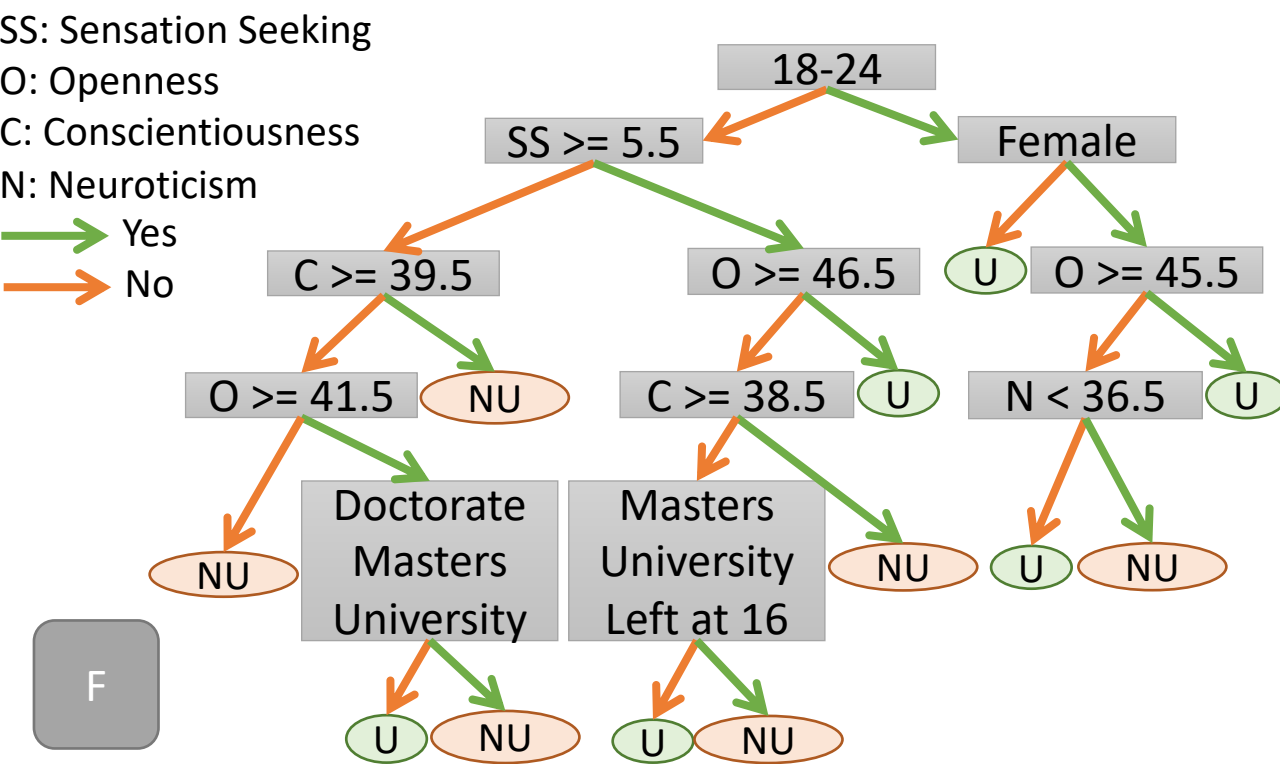 SS: Sensation Seeking
O: Openness
C: Conscientiousness
N: Neuroticism
Yes
No
18-24
SS >= 5.5
Female
C >= 39.5
O >= 46.5
U
O >= 45.5
O >= 41.5
NU
C >= 38.5
U
N < 36.5
U
NU
Doctorate
Masters
University
Masters
University
Left at 16
NU
U
NU
F
U
NU
U
NU